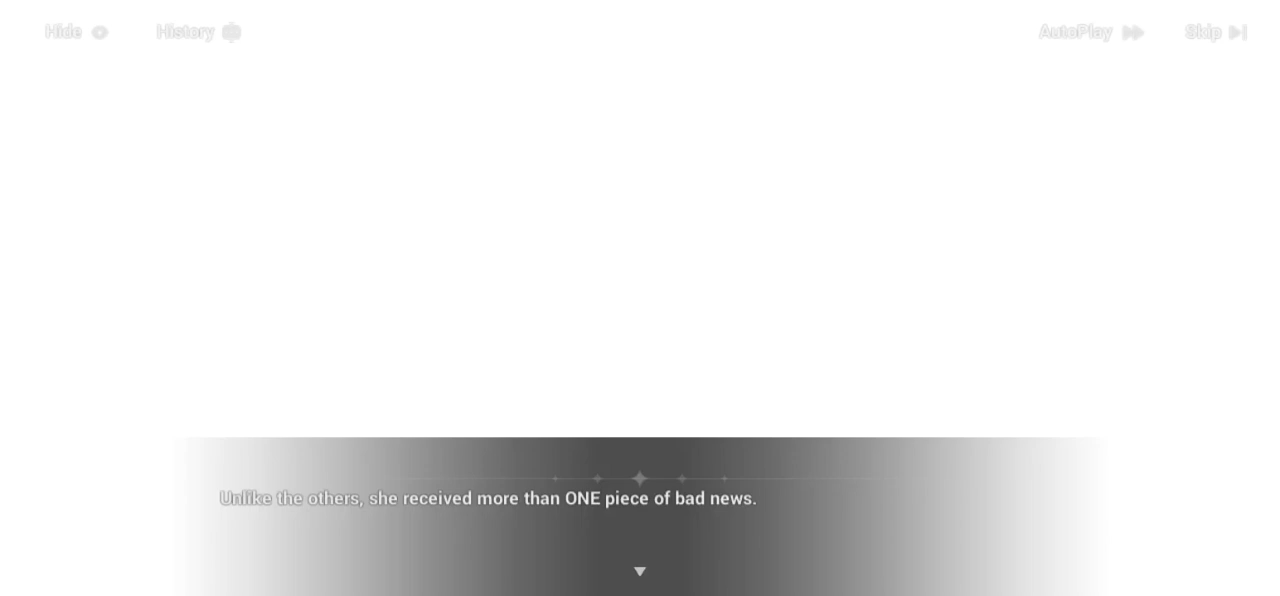 Hide
History
AutoPlay
Skip
Unlike the others, she received more than ONE piece of bad news.